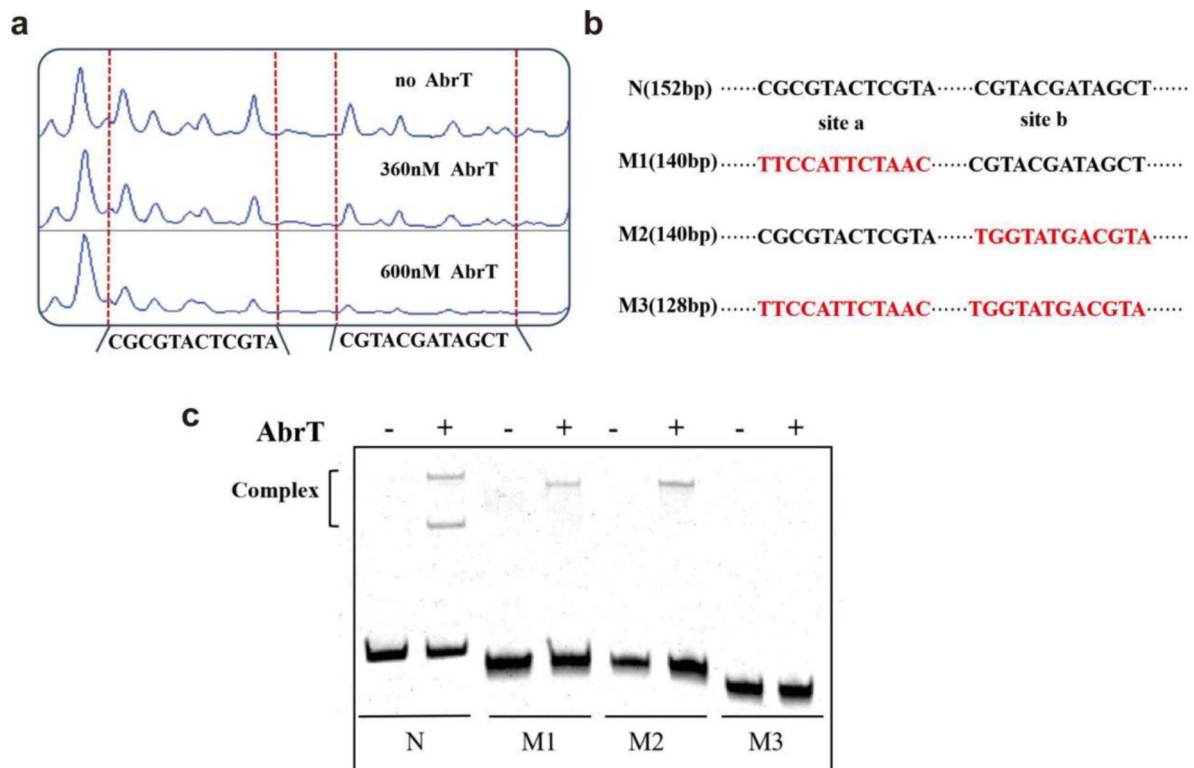 a
no AbrT
360nM AbrT
600nM AbrT
CGCGTACTCGTA CGTACGATAGCT
b
N(152bp) ······CGCGTACTCGTA······CGTACGATAGCT······
site a site b
M1(140bp) ······TTCCATTCTAAC······CGTACGATAGCT······
M2(140bp) ······CGCGTACTCGTA······TGGTATGACGTA······
M3(128bp) ······TTCCATTCTAAC······TGGTATGACGTA······
c
AbrT - + - + - + - +
Complex
N M1 M2 M3